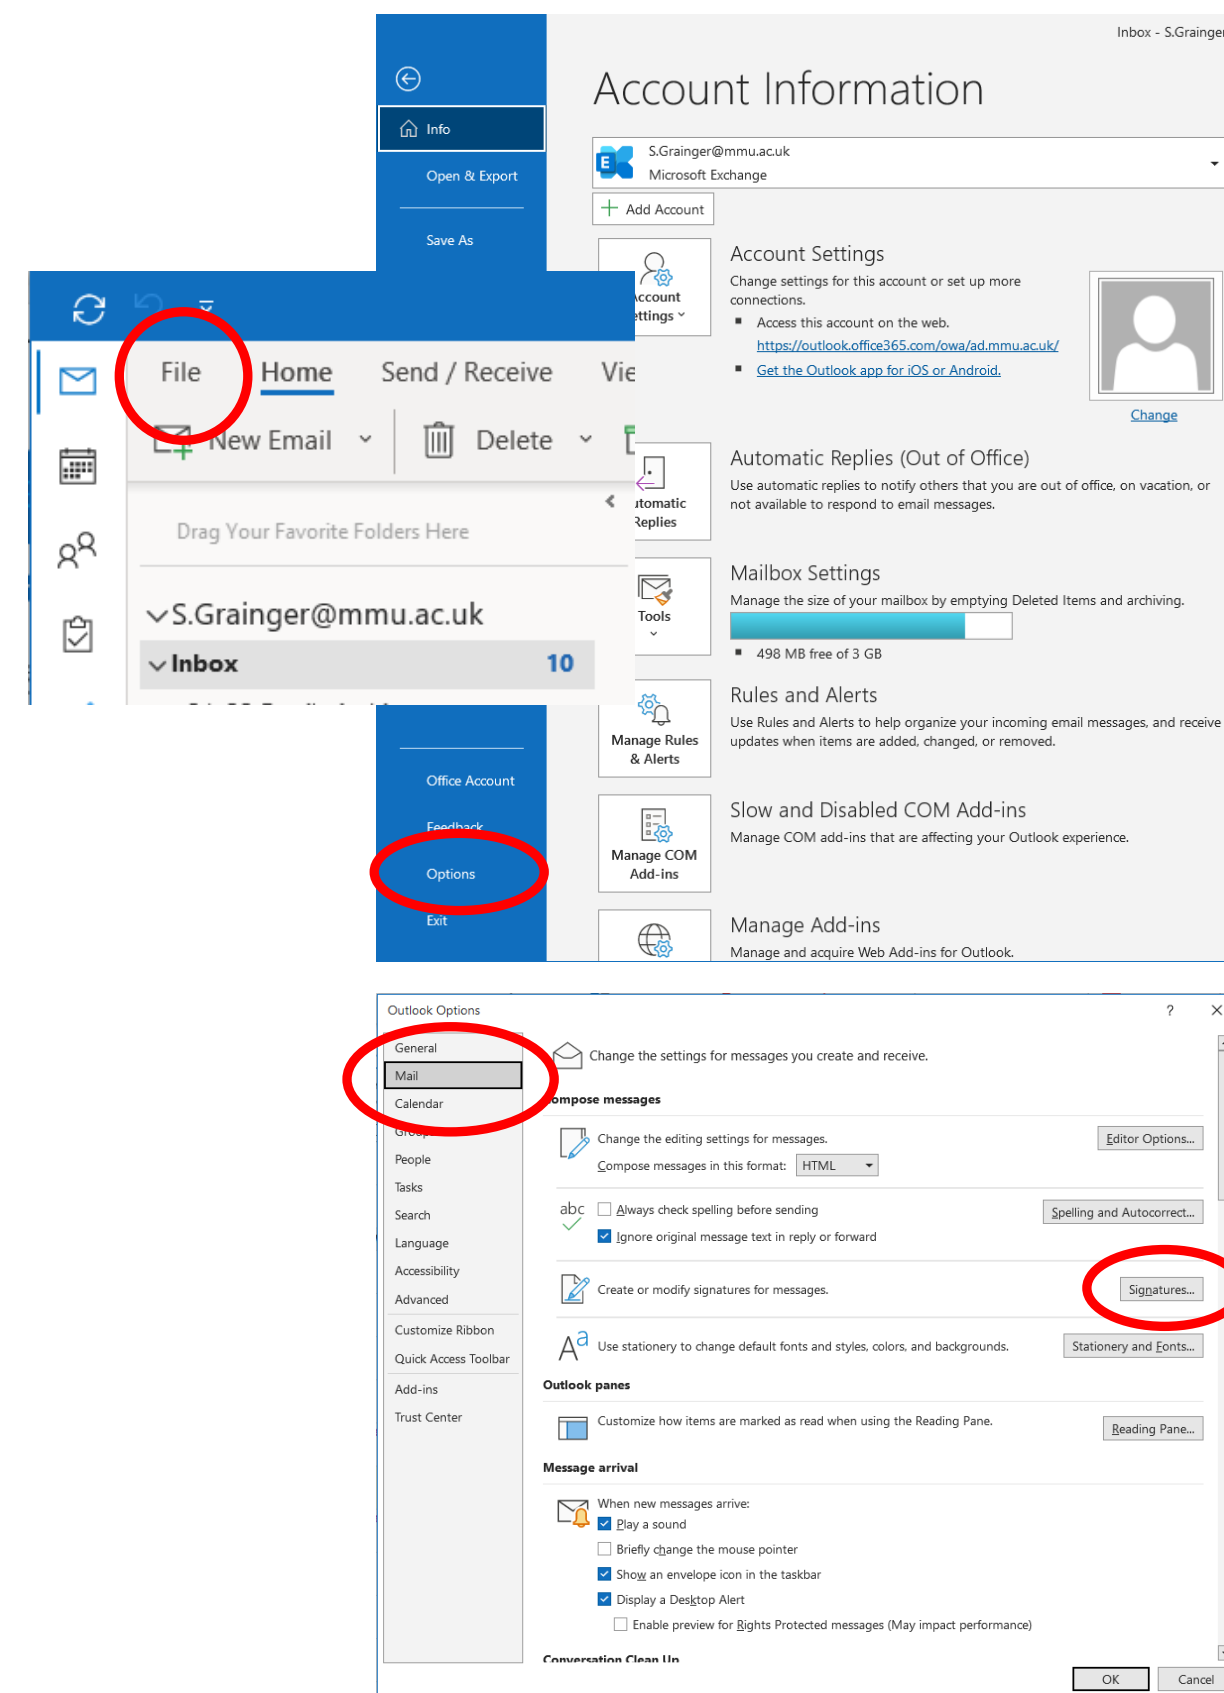 Inbox - S.Grainger
Account Information
Info
Open & Export
Save As
S.Grainger@mmu.ac.uk
Microsoft Exchange
Add Account
Account Settings
Change settings for this account or set up more
connections.
Access this account on the web.
https://outlook.office365.com/owa/ad.mmu.ac.uk/
Get the Outlook app for iOS or Android.
Change
File Home Send / Receive
New Email Delete
Drag Your Favorite Folders Here
S.Grainger@mmu.ac.uk
Inbox 10
Replies
Automatic Replies (Out of Office)
Use automatic replies to notify others that you are out of office, on vacation, or
not available to respond to email messages.
Tools
Mailbox Settings
Manage the size of your mailbox by emptying Deleted Items and archiving.
498 MB free of 3 GB
Manage Rules
& Alerts
Rules and Alerts
Use Rules and Alerts to help organize your incoming email messages, and receive
updates when items are added, changed, or removed.
Office Account
Feedback
Options
Exit
Manage COM
Add-ins
Slow and Disabled COM Add-ins
Manage COM add-ins that are affecting your Outlook experience.
Manage Add-ins
Manage and acquire Web Add-ins for Outlook.
Outlook Options ?
General
Mail
Calendar
Groups
People
Tasks
Search
Language
Accessibility
Advanced
Customize Ribbon
Quick Access Toolbar
Add-ins
Trust Center
Change the settings for messages you create and receive.
Compose messages
Change the editing settings for messages.
Editor Options...
Compose messages in this format: HTML
abc Always check spelling before sending
Spelling and Autocorrect...
Ignore original message text in reply or forward
Create or modify signatures for messages.
Signatures...
Use stationery to change default fonts and styles, colors, and backgrounds.
Stationery and Fonts...
Outlook panes
Customize how items are marked as read when using the Reading Pane.
Reading Pane...
Message arrival
When new messages arrive:
Play a sound
Briefly change the mouse pointer
Show an envelope icon in the taskbar
Display a Desktop Alert
Enable preview for Rights Protected messages (May impact performance)
Conversation Clean Up
OK Cancel